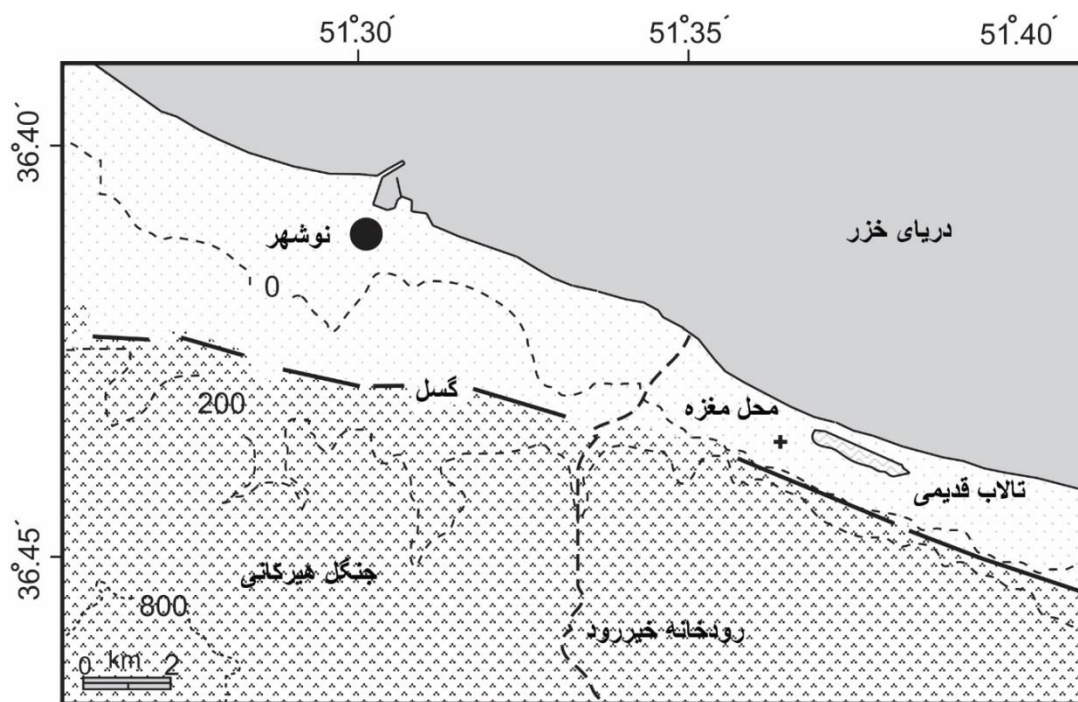 51°30´
51°35´
51°40´
36°40´
دریای خزر
نوشهر
0
گسل
محل مغزه
200
تالاب قدیمی
36°45´
جنگل هیرکانی
800
رودخانه خیررود
0 km 2